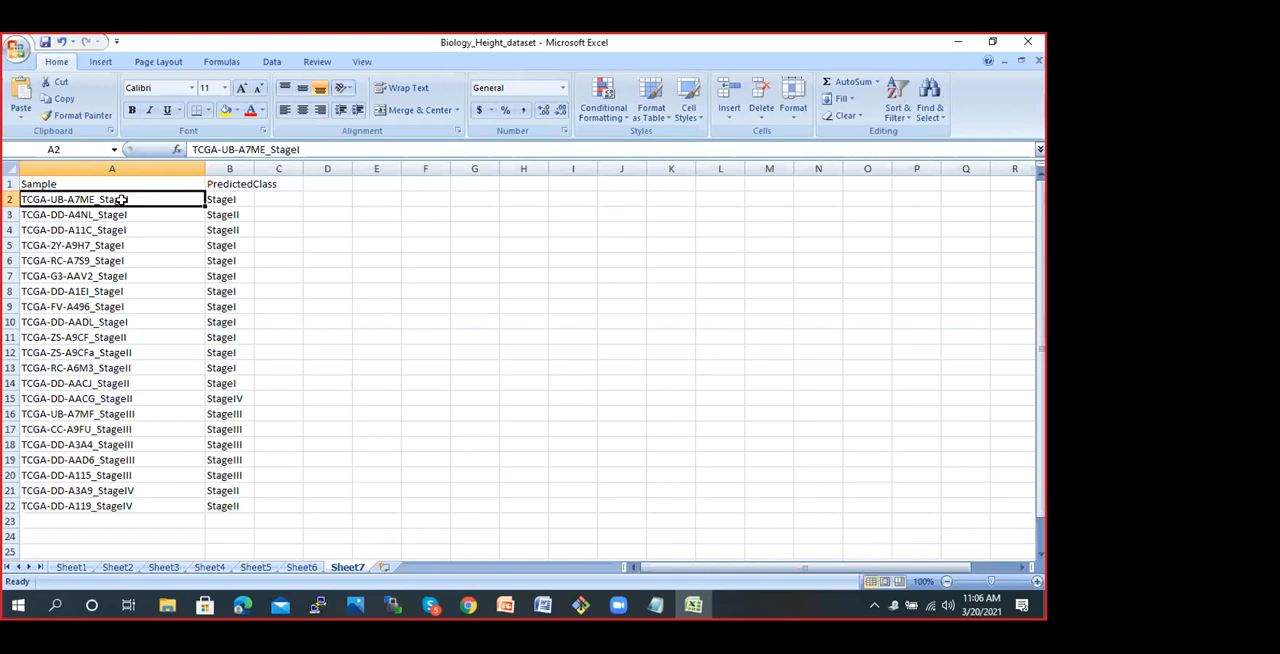 Biology_Height_dataset - Microsoft Excel
Home Insert Page Layout Formulas Data Review View
Paste Cut Copy Format Painter Clipboard
Calibri 11 Font
Wrap Text Merge & Center Alignment
General $ % , Number
Conditional Formatting Format as Table Cell Styles Styles
Insert Delete Format Cells
AutoSum Fill Clear Sort & Filter Find & Select Editing
A2 fx TCGA-UB-A7ME_StageI
A B C D E F G H I J K L M N O P Q R
1 Sample PredictedClass
2 TCGA-UB-A7ME_StageI StageI
3 TCGA-DD-A4NL_StageI StageII
4 TCGA-DD-A11C_StageI StageII
5 TCGA-2Y-A9H7_StageI StageI
6 TCGA-RC-A7S9_StageI StageI
7 TCGA-G3-AAV2_StageI StageI
8 TCGA-DD-A1EI_StageI StageI
9 TCGA-FV-A496_StageI StageI
10 TCGA-DD-AADL_StageI StageI
11 TCGA-ZS-A9CF_StageII StageI
12 TCGA-ZS-A9CFa_StageII StageI
13 TCGA-RC-A6M3_StageII StageI
14 TCGA-DD-AACJ_StageII StageI
15 TCGA-DD-AACG_StageII StageIV
16 TCGA-UB-A7MF_StageIII StageIII
17 TCGA-CC-A9FU_StageIII StageIII
18 TCGA-DD-A3A4_StageIII StageIII
19 TCGA-DD-AAD6_StageIII StageIII
20 TCGA-DD-A115_StageIII StageIII
21 TCGA-DD-A3A9_StageIV StageII
22 TCGA-DD-A119_StageIV StageII
23
24
25
Sheet1 Sheet2 Sheet3 Sheet4 Sheet5 Sheet6 Sheet7
Ready 100%
11:06 AM
3/20/2021